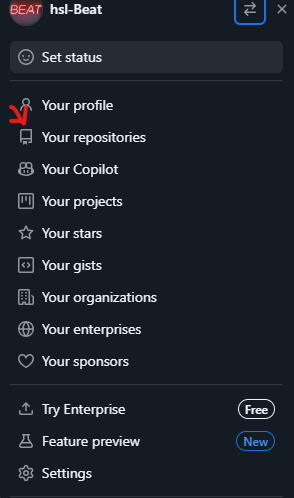 BEAT
hsl-Beat
Set status
Your profile
Your repositories
Your Copilot
Your projects
Your stars
Your gists
Your organizations
Your enterprises
Your sponsors
Try Enterprise Free
Feature preview New
Settings